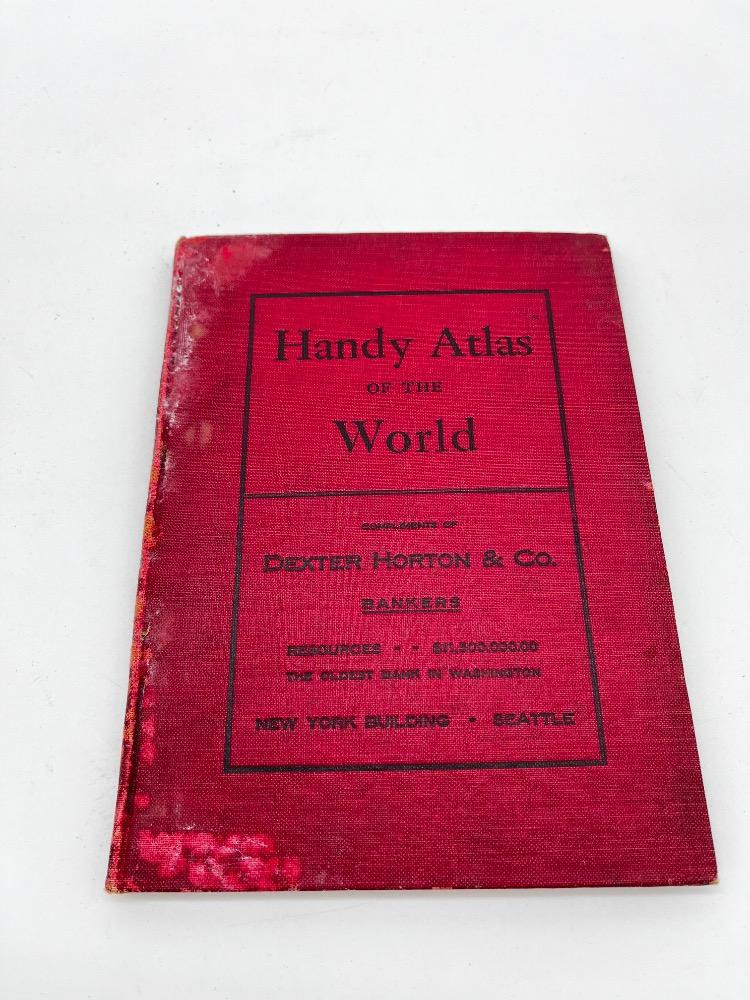 Handy Atlas
OF THE
World
COMPLIMENTS OF
DEXTER HORTON & CO.
BANKERS
RESOURCES - - $11,500,000.00
THE OLDEST BANK IN WASHINGTON
NEW YORK BUILDING - SEATTLE